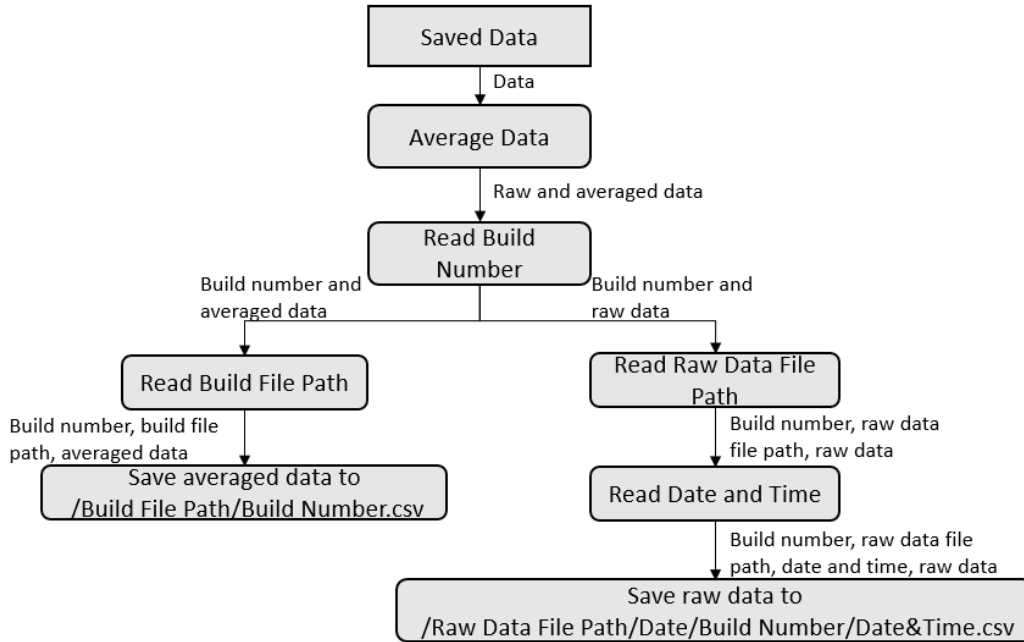 Saved Data
Data
Average Data
Raw and averaged data
Read Build
Number
Build number and
averaged data
Build number and
raw data
Read Build File Path
Read Raw Data File
Path
Build number, build file
path, averaged data
Build number, raw data
file path, raw data
Save averaged data to
/Build File Path/Build Number.csv
Read Date and Time
Build number, raw data file
path, date and time, raw data
Save raw data to
/Raw Data File Path/Date/Build Number/Date&Time.csv